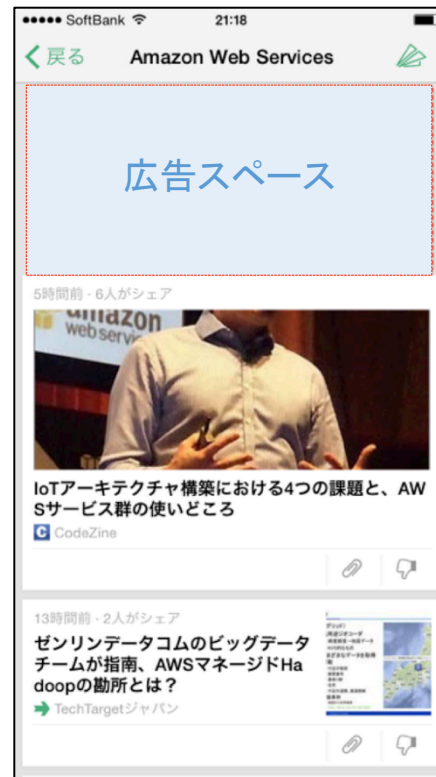 SoftBank 21:18
戻る Amazon Web Services
広告スペース
5時間前・6人がシェア
amazon
web servic
IoTアーキテクチャ構築における4つの課題と、AW
Sサービス群の使いどころ
C CodeZine
13時間前・2人がシェア
ゼンリンデータコムのビッグデータ
チームが指南、AWSマネージドHa
doopの勘所とは？
TechTargetジャパン